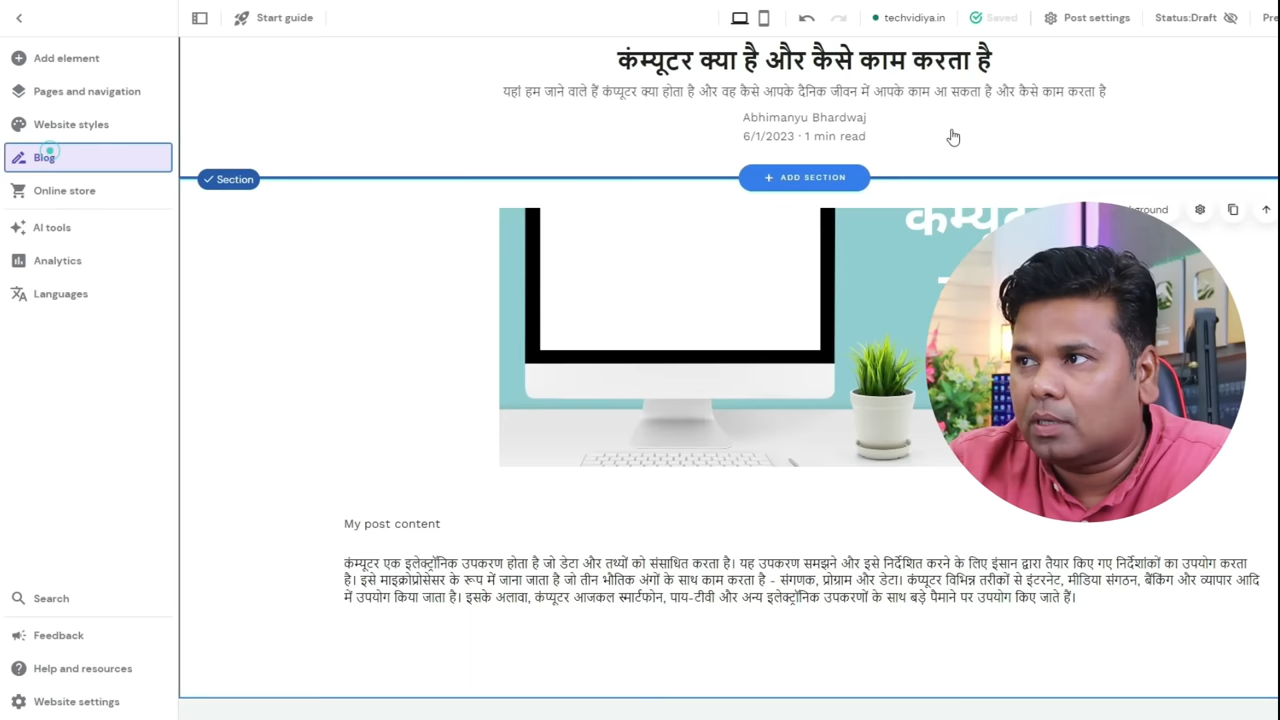 Start guide
techvidiya.in
Saved
Post settings
Status:Draft
Add element
Pages and navigation
Website styles
Blog
Online store
AI tools
Analytics
Languages
Search
Feedback
Help and resources
Website settings
कंम्यूटर क्या है और कैसे काम करता है
यहां हम जाने वाले हैं कंप्यूटर क्या होता है और वह कैसे आपके दैनिक जीवन में आपके काम आ सकता है और कैसे काम करता है
Abhimanyu Bhardwaj
6/1/2023 · 1 min read
Section
+ ADD SECTION
My post content
कंम्यूटर एक इलेक्ट्रॉनिक उपकरण होता है जो डेटा और तथ्यों को संसाधित करता है। यह उपकरण समझने और इसे निर्देशित करने के लिए इंसान द्वारा तैयार किए गए निर्देशांकों का उपयोग करता
है। इसे माइक्रोप्रोसेसर के रूप में जाना जाता है जो तीन भौतिक अंगों के साथ काम करता है - संगणक, प्रोग्राम और डेटा। कंप्यूटर विभिन्न तरीकों से इंटरनेट, मीडिया संगठन, बैंकिंग और व्यापार आदि
में उपयोग किया जाता है। इसके अलावा, कंप्यूटर आजकल स्मार्टफोन, पाय-टीवी और अन्य इलेक्ट्रॉनिक उपकरणों के साथ बड़े पैमाने पर उपयोग किए जाते हैं।